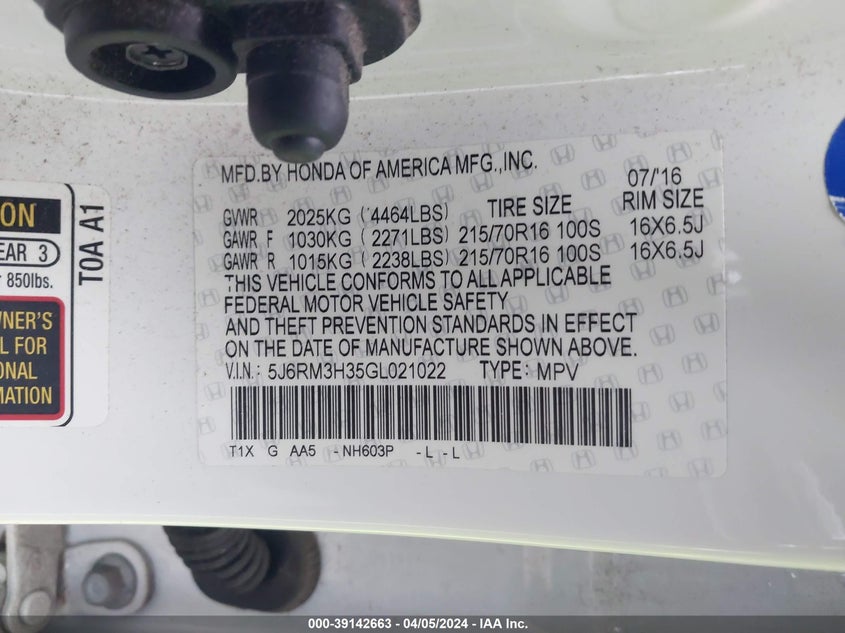 MFD.BY HONDA OF AMERICA MFG.,INC. 07/'16
GVWR 2025KG ( '4464LBS) TIRE SIZE RIM SIZE
GAWR F 1030KG ( 2271LBS) 215/70R16 100S 16X6.5J
GAWR R 1015KG ( 2238LBS) 215/70R16 100S 16X6.5J
THIS VEHICLE CONFORMS TO ALL APPLICABLE
FEDERAL MOTOR VEHICLE SAFETY
AND THEFT PREVENTION STANDARDS IN EFFECT
ON THE DATE OF MANUFACTURE SHOWN ABOVE.
V.I.N.: 5J6RM3H35GL021022 TYPE: MPV
T1X G AA5 - NH603P - L - L
ON
EAR 3
850lbs.
WNER'S
L FOR
ONAL
MATION
T0A A1
000-39142663 - 04/05/2024 - IAA Inc.